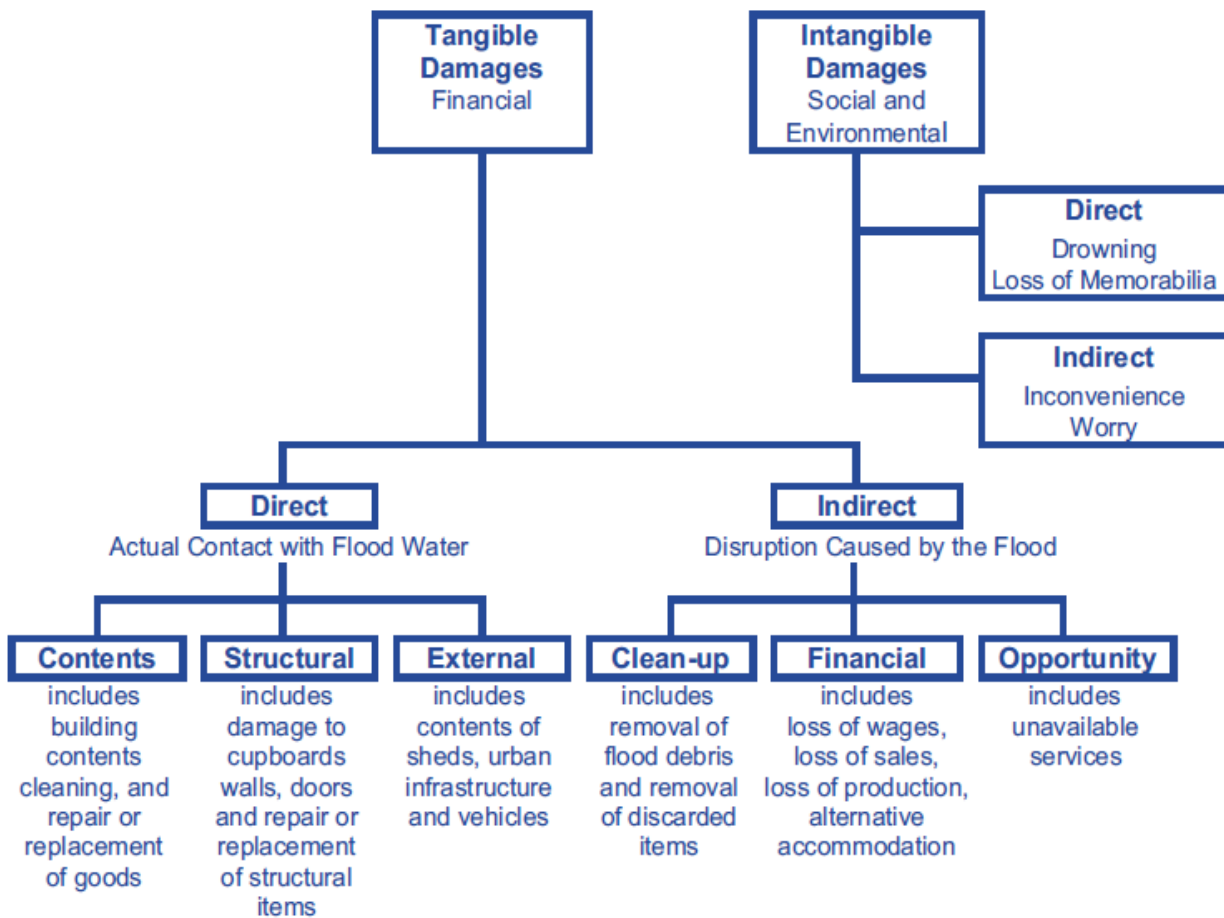 Tangible
Damages
Financial
Intangible
Damages
Social and
Environmental
Direct
Drowning
Loss of Memorabilia
Indirect
Inconvenience
Worry
Direct
Actual Contact with Flood Water
Indirect
Disruption Caused by the Flood
Contents
includes
building
contents
cleaning, and
repair or
replacement
of goods
Structural
includes
damage to
cupboards
walls, doors
and repair or
replacement
of structural
items
External
includes
contents of
sheds, urban
infrastructure
and vehicles
Clean-up
includes
removal of
flood debris
and removal
of discarded
items
Financial
includes
loss of wages,
loss of sales,
loss of production,
alternative
accommodation
Opportunity
includes
unavailable
services